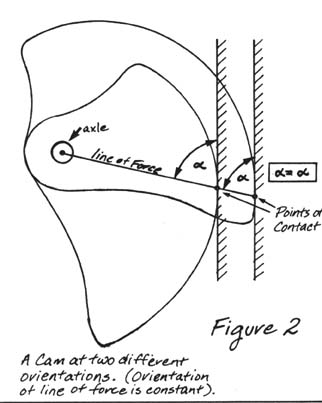 axle
line of Force
α
α
α = α
Points of
Contact
Figure 2
A Cam at two different
orientations. (Orientation
of line of force is constant).